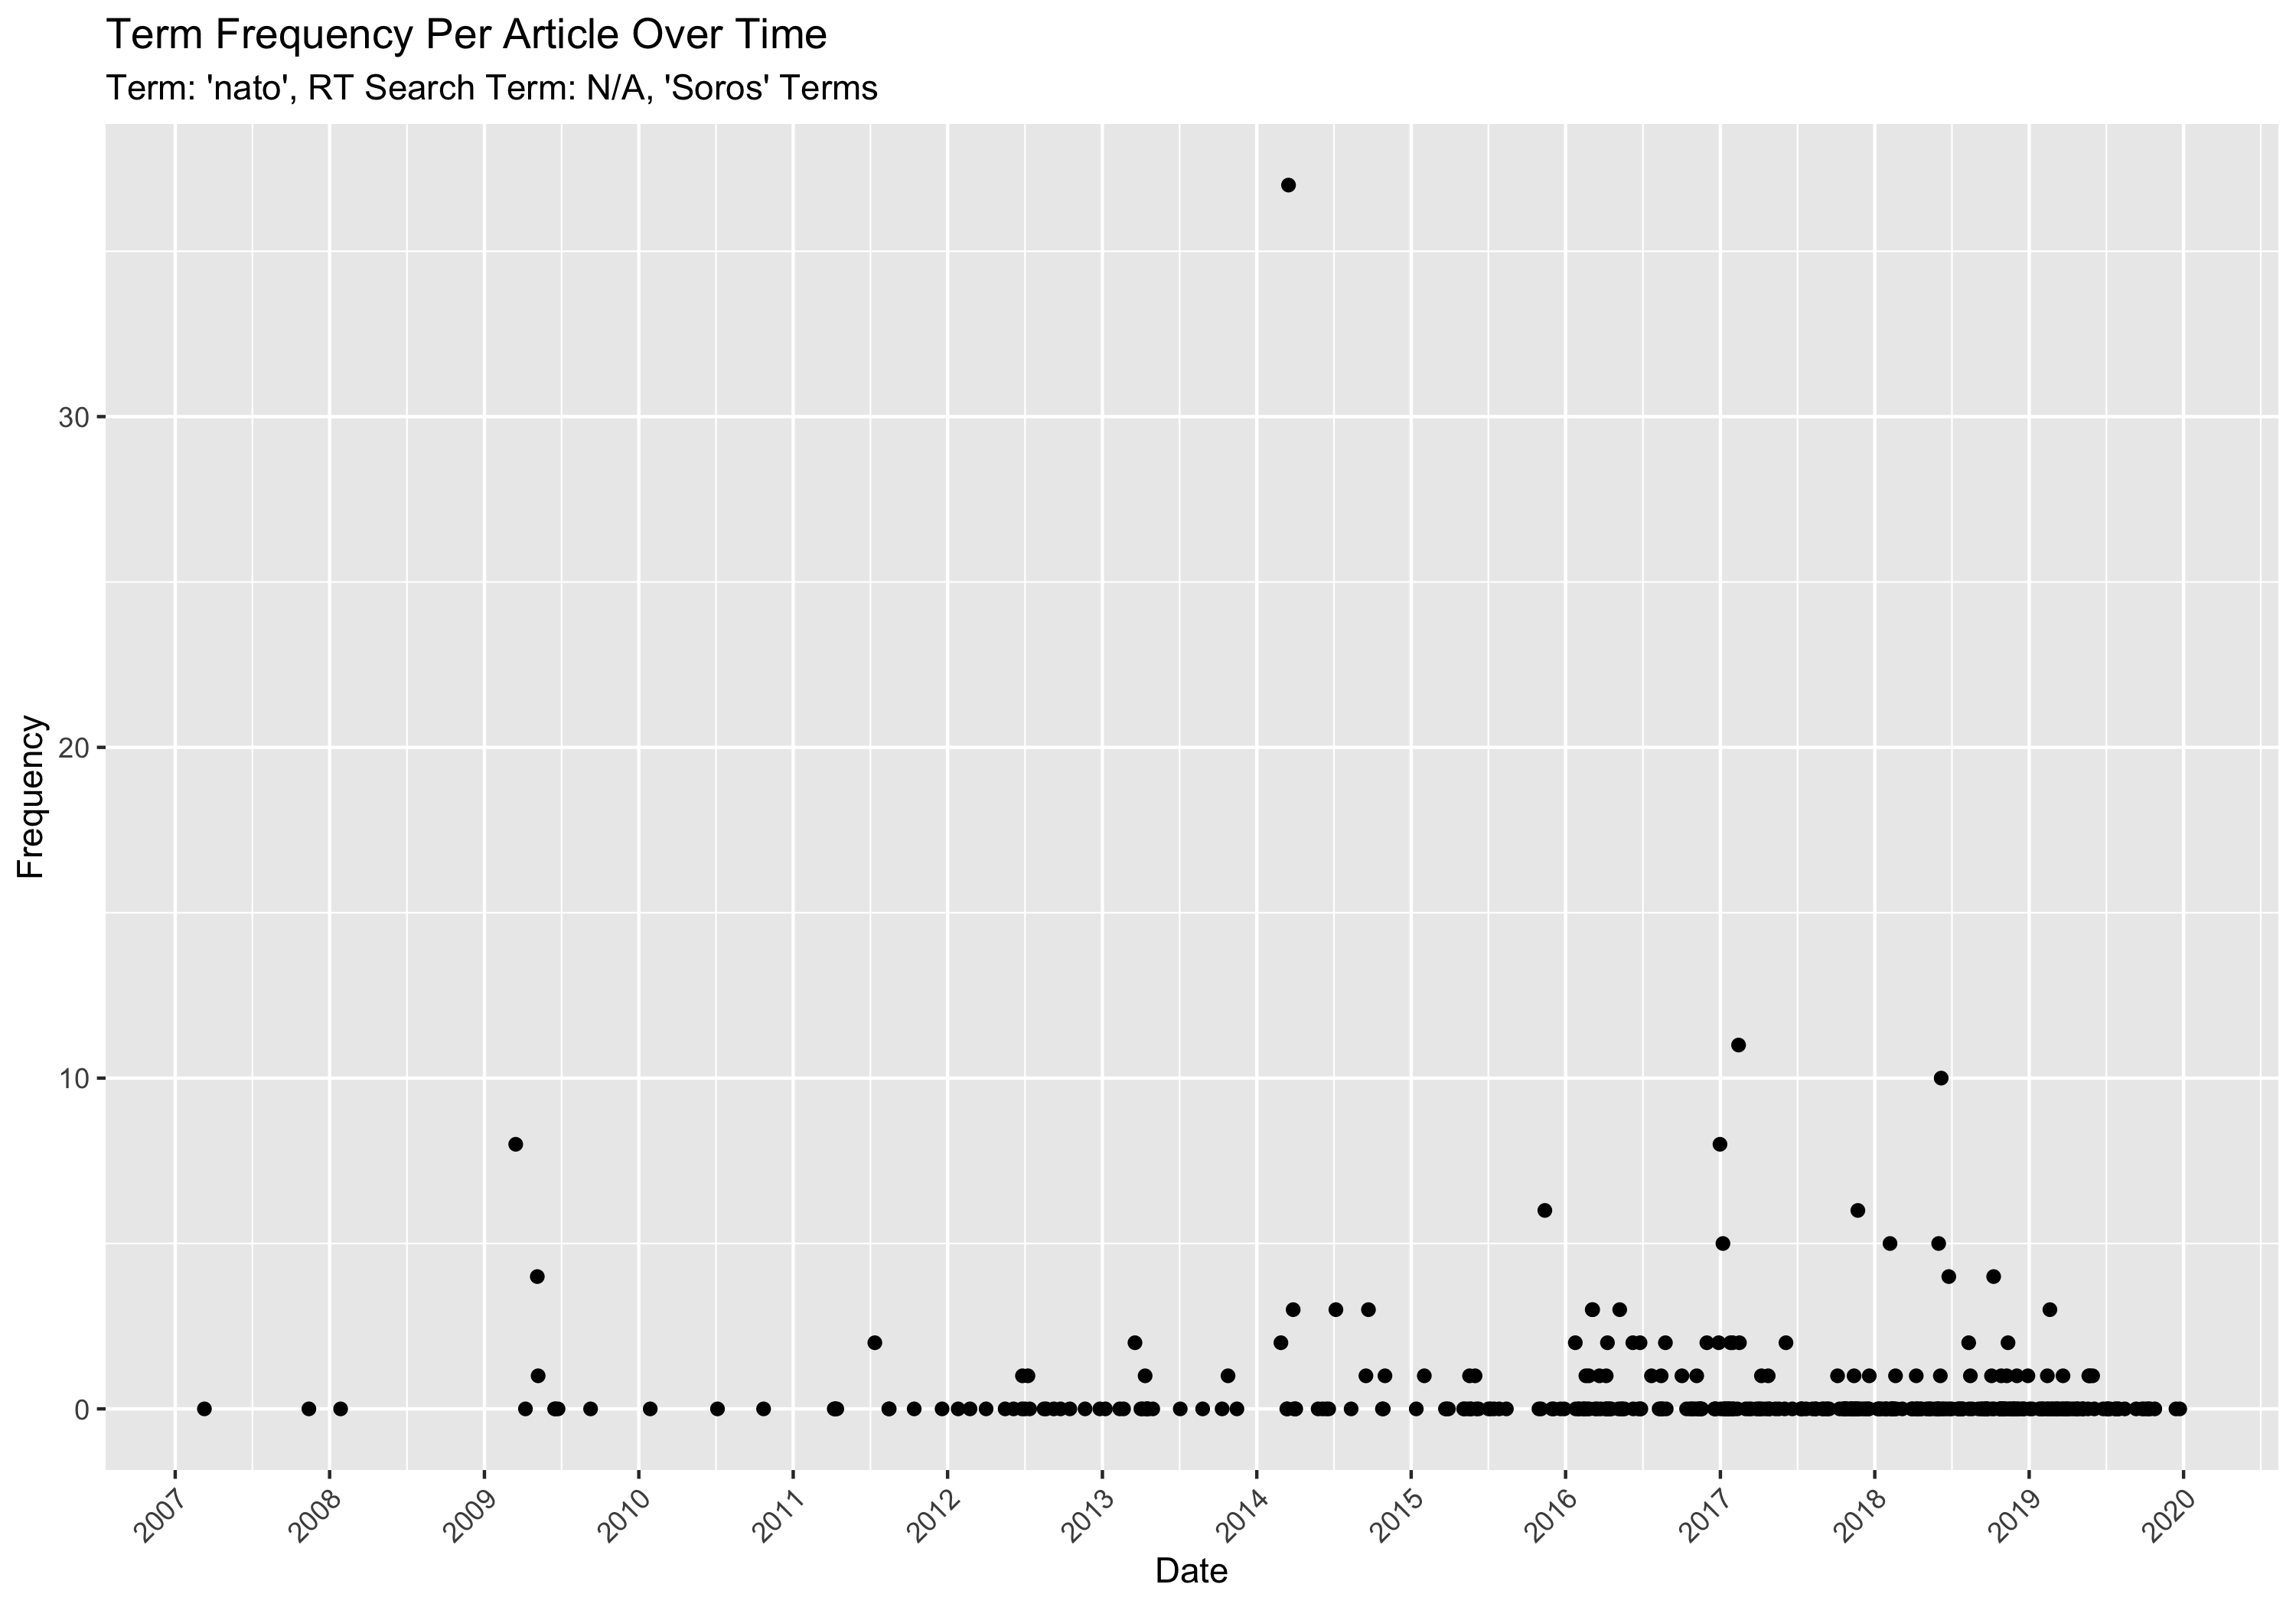 Term Frequency Per Article Over Time
Term: 'nato', RT Search Term: N/A, 'Soros' Terms
Frequency
30
20
10
0
2007 2008 2009 2010 2011 2012 2013 2014 2015 2016 2017 2018 2019 2020
Date